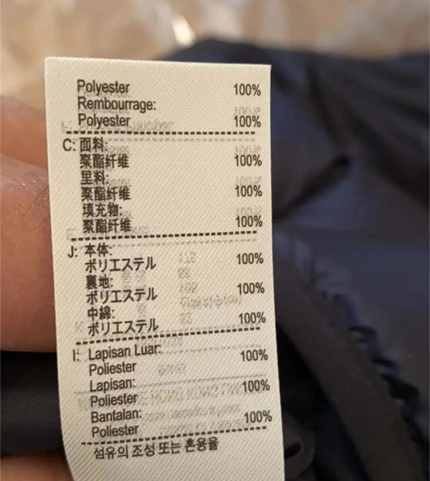 Polyester 100%
Rembourrage:
Polyester 100%
C: 面料:
聚酯纤维 100%
里料:
聚酯纤维 100%
填充物:
聚酯纤维 100%
J: 本体:
ポリエステル 100%
裏地:
ポリエステル 100%
中綿:
ポリエステル 100%
I: Lapisan Luar:
Poliester 100%
Lapisan:
Poliester 100%
Bantalan:
Poliester 100%
섬유의 조성 또는 혼용율